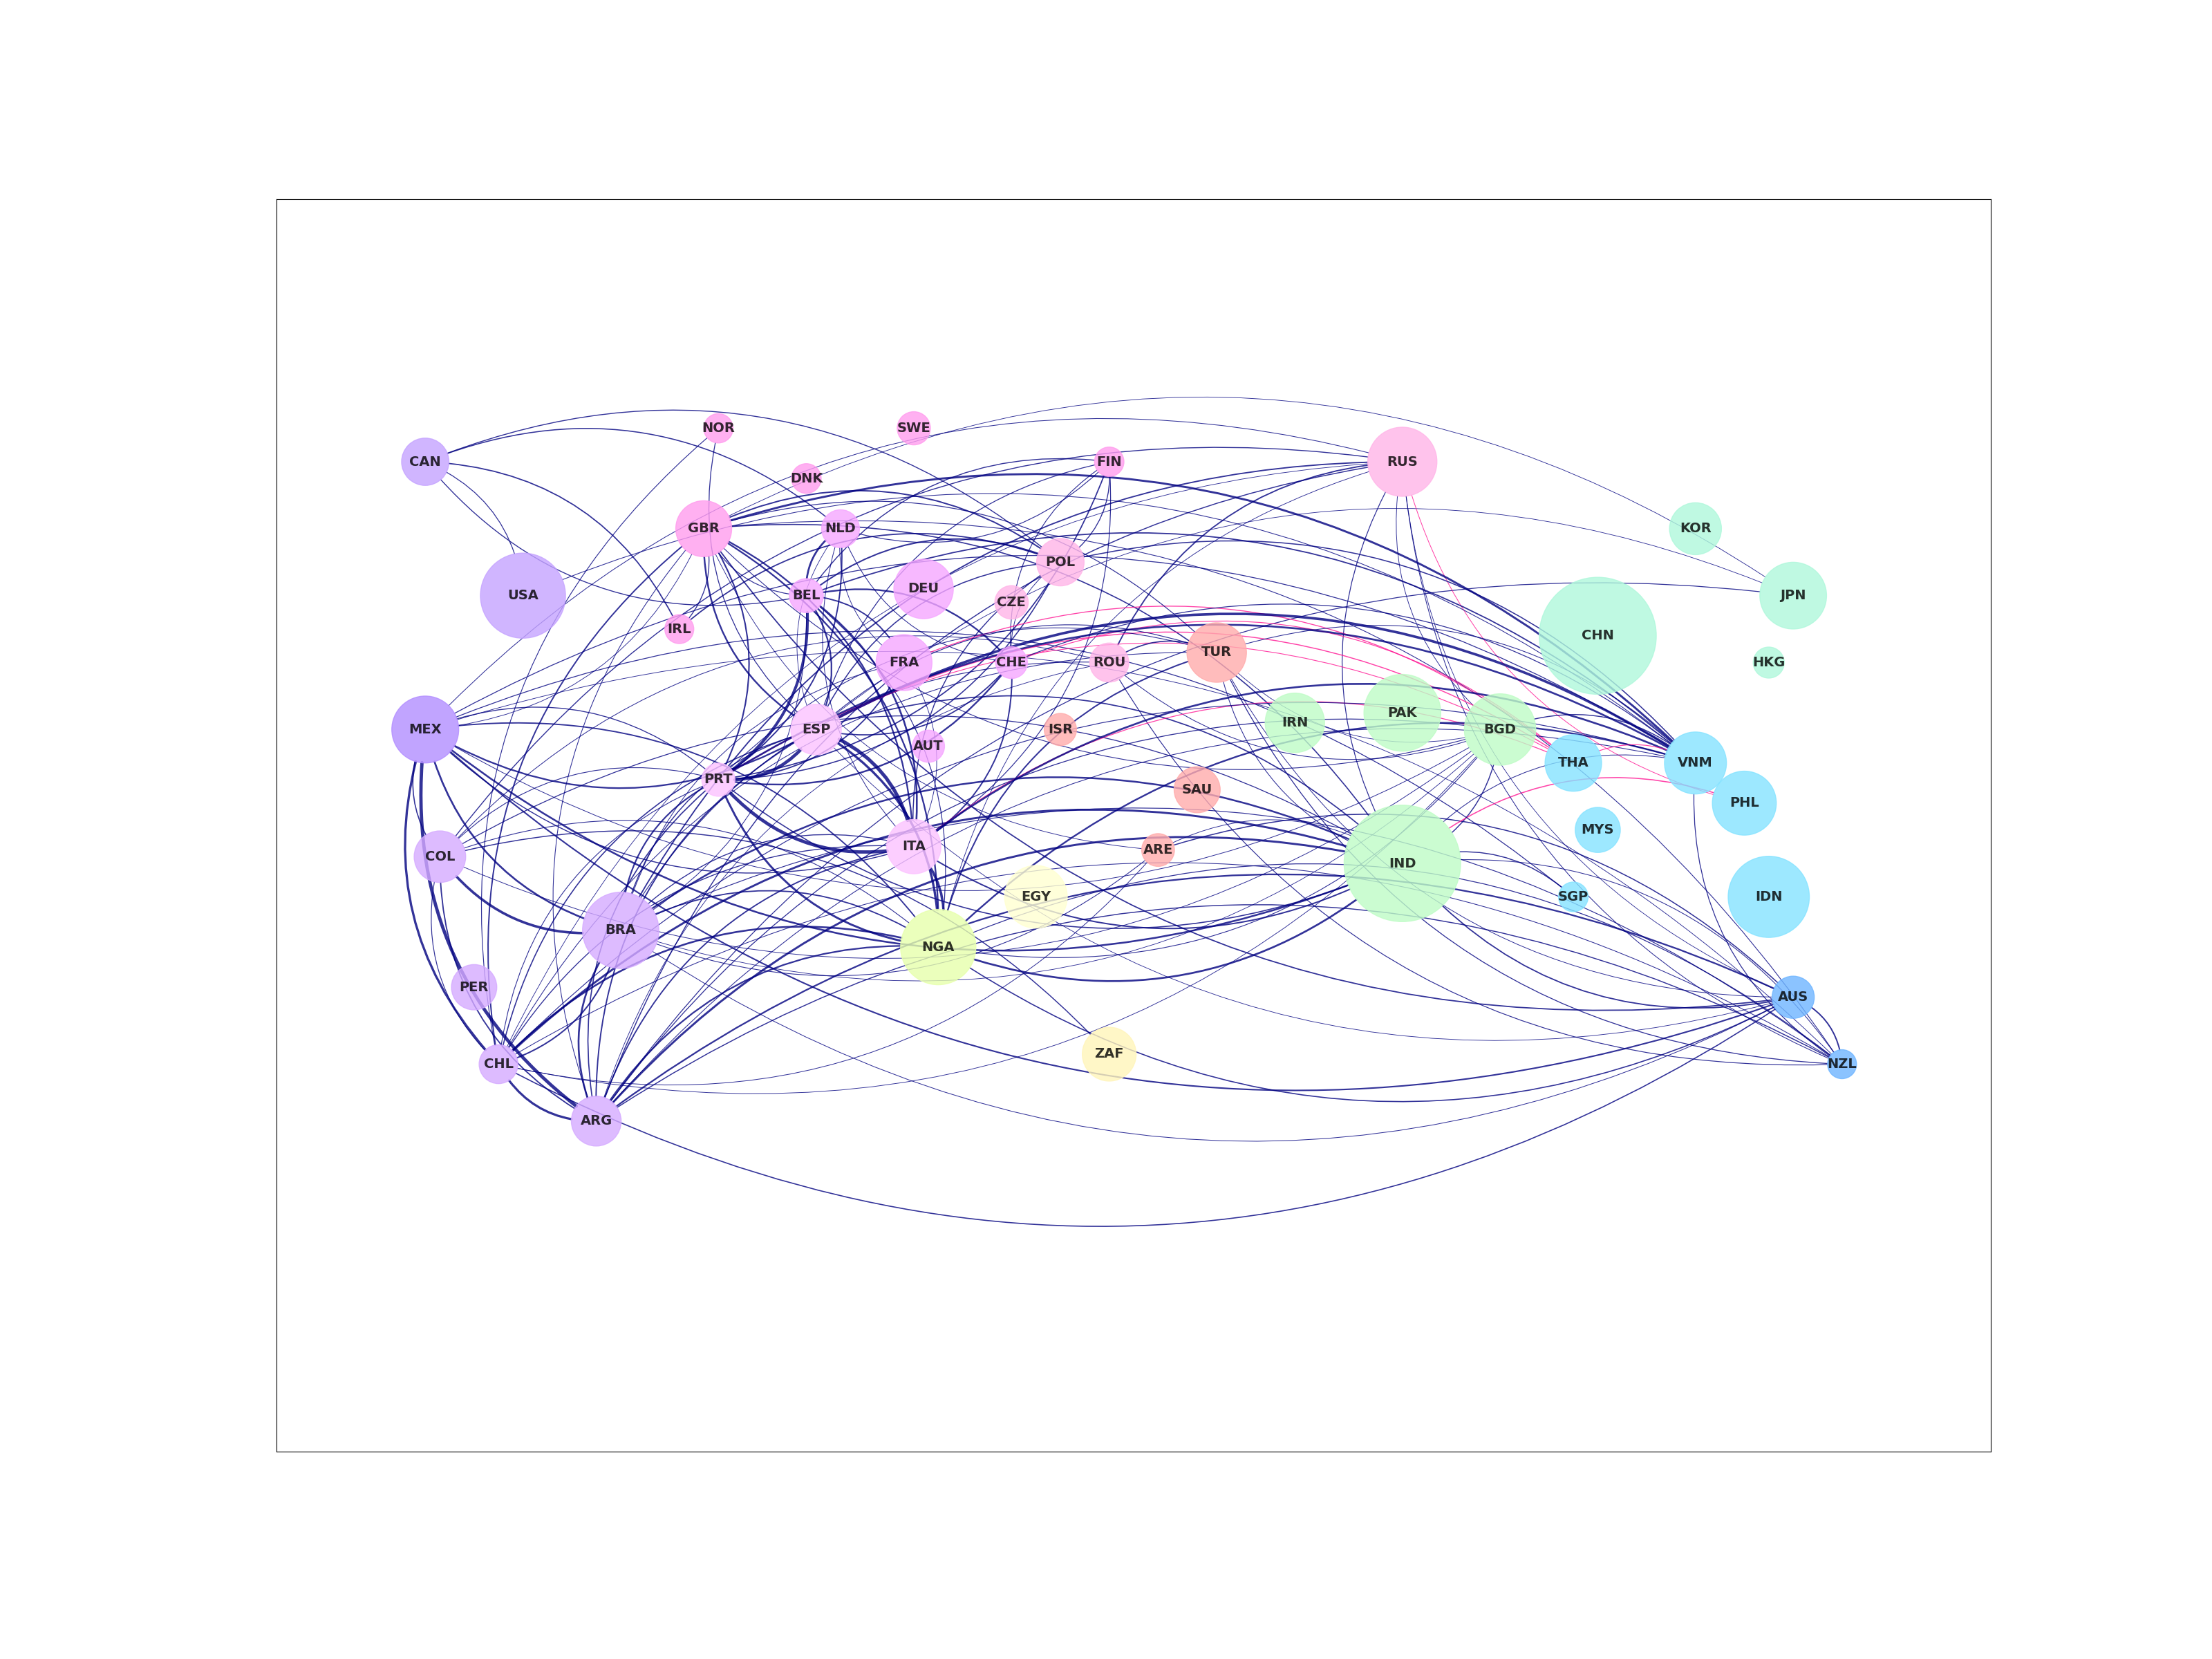 NOR
SWE
CAN
FIN
RUS
DNK
GBR
NLD
KOR
POL
DEU
USA
BEL
CZE
JPN
IRL
CHN
TUR
FRA
CHE
ROU
HKG
PAK
IRN
MEX
ESP
ISR
BGD
AUT
THA
VNM
PRT
SAU
PHL
MYS
ITA
ARE
COL
IND
EGY
SGP
IDN
BRA
NGA
PER
AUS
ZAF
CHL
NZL
ARG